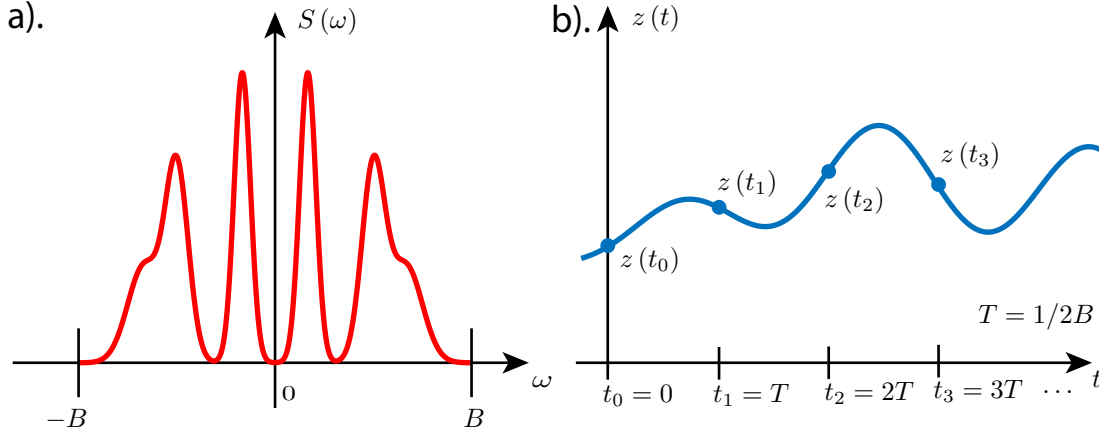 a).
S (ω)
−B
0
B
ω
b).
z (t)
z (t₀)
z (t₁)
z (t₂)
z (t₃)
T = 1/2B
t₀ = 0
t₁ = T
t₂ = 2T
t₃ = 3T
⋯
t